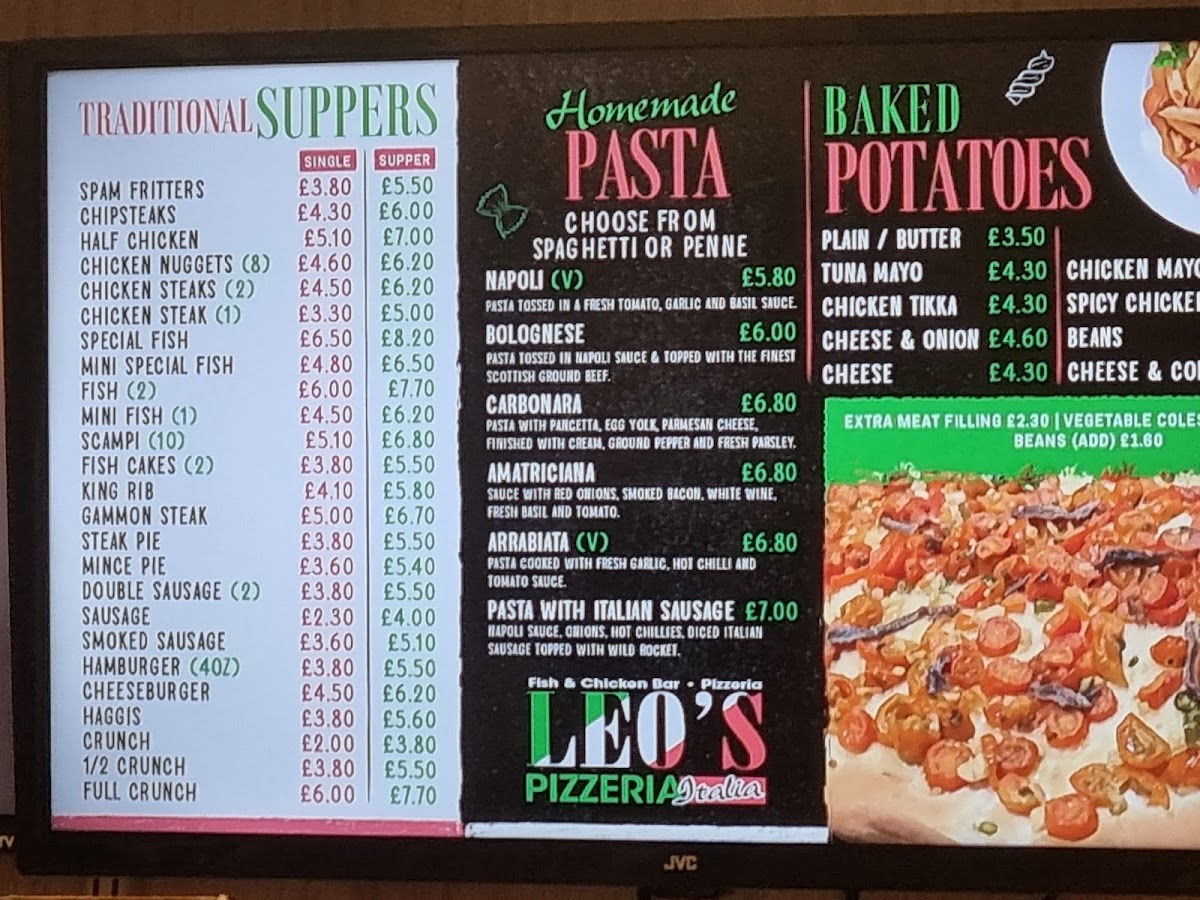 TRADITIONAL SUPPERS
SINGLE SUPPER
SPAM FRITTERS £3.80 £5.50
CHIPSTEAKS £4.30 £6.00
HALF CHICKEN £5.10 £7.00
CHICKEN NUGGETS (8) £4.60 £6.20
CHICKEN STEAKS (2) £4.50 £6.20
CHICKEN STEAK (1) £3.30 £5.00
SPECIAL FISH £6.50 £8.20
MINI SPECIAL FISH £4.80 £6.50
FISH (2) £6.00 £7.70
MINI FISH (1) £4.50 £6.20
SCAMPI (10) £5.10 £6.80
FISH CAKES (2) £3.80 £5.50
KING RIB £4.10 £5.80
GAMMON STEAK £5.00 £6.70
STEAK PIE £3.80 £5.50
MINCE PIE £3.60 £5.40
DOUBLE SAUSAGE (2) £3.80 £5.50
SAUSAGE £2.30 £4.00
SMOKED SAUSAGE £3.60 £5.10
HAMBURGER (4OZ) £3.80 £5.50
CHEESEBURGER £4.50 £6.20
HAGGIS £3.80 £5.60
CRUNCH £2.00 £3.80
1/2 CRUNCH £3.80 £5.50
FULL CRUNCH £6.00 £7.70
Homemade
PASTA
CHOOSE FROM
SPAGHETTI OR PENNE
NAPOLI (V) £5.80
PASTA TOSSED IN A FRESH TOMATO, GARLIC AND BASIL SAUCE.
BOLOGNESE £6.00
PASTA TOSSED IN NAPOLI SAUCE & TOPPED WITH THE FINEST
SCOTTISH GROUND BEEF.
CARBONARA £6.80
PASTA WITH PANCETTA, EGG YOLK, PARMESAN CHEESE,
FINISHED WITH CREAM, GROUND PEPPER AND FRESH PARSLEY.
AMATRICIANA £6.80
SAUCE WITH RED ONIONS, SMOKED BACON, WHITE WINE,
FRESH BASIL AND TOMATO.
ARRABIATA (V) £6.80
PASTA COOKED WITH FRESH GARLIC, HOT CHILLI AND
TOMATO SAUCE.
PASTA WITH ITALIAN SAUSAGE £7.00
NAPOLI SAUCE, ONIONS, HOT CHILLIES, DICED ITALIAN
SAUSAGE TOPPED WITH WILD ROCKET.
Fish & Chicken Bar • Pizzeria
LEO'S
PIZZERIA Italia
BAKED
POTATOES
PLAIN / BUTTER £3.50
TUNA MAYO £4.30
CHICKEN TIKKA £4.30
CHEESE & ONION £4.60
CHEESE £4.30
CHICKEN MAYO
SPICY CHICKE
BEANS
CHEESE & CO
EXTRA MEAT FILLING £2.30 | VEGETABLE COLES
BEANS (ADD) £1.60
JVC
TV